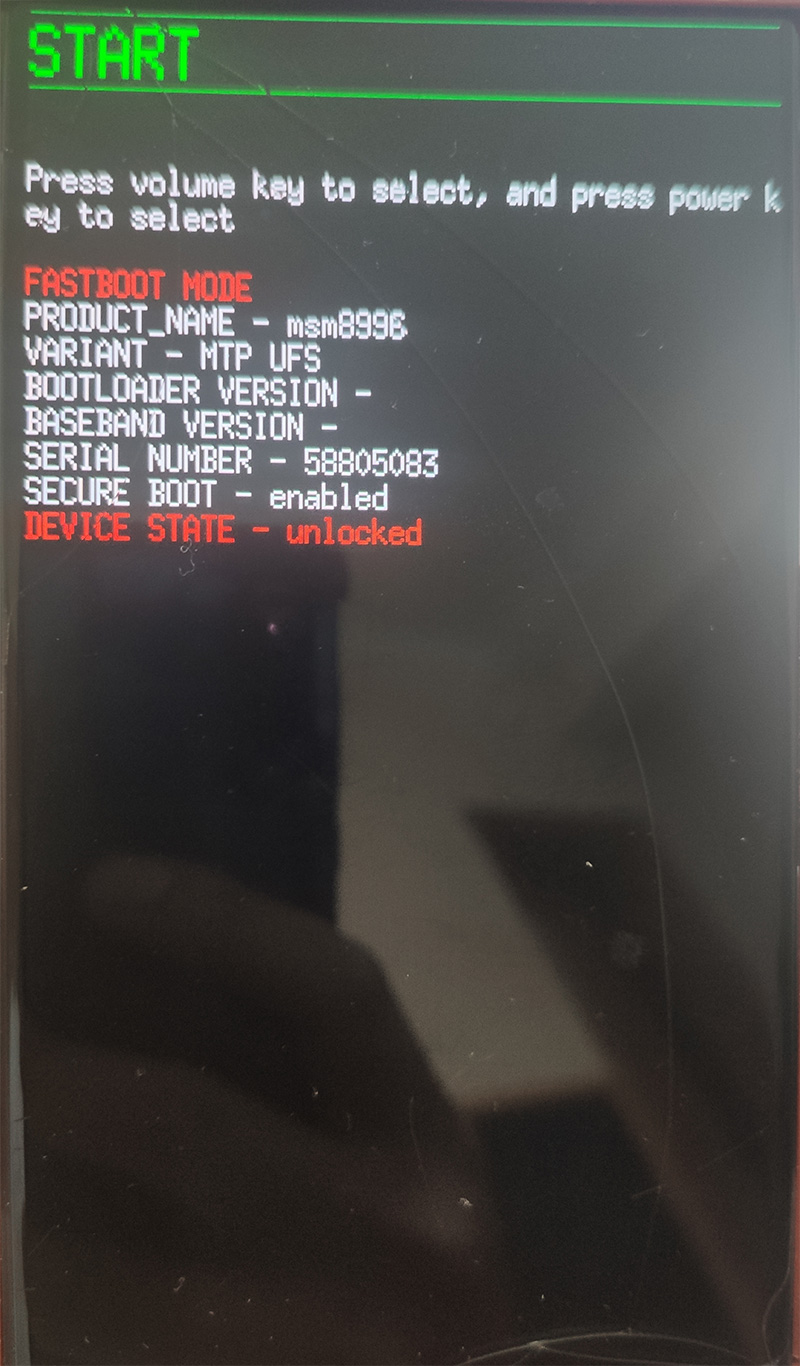 START
Press volume key to select, and press power k
ey to select
FASTBOOT MODE
PRODUCT_NAME - msm8996
VARIANT - MTP UFS
BOOTLOADER VERSION -
BASEBAND VERSION -
SERIAL NUMBER - 58805083
SECURE BOOT - enabled
DEVICE STATE - unlocked